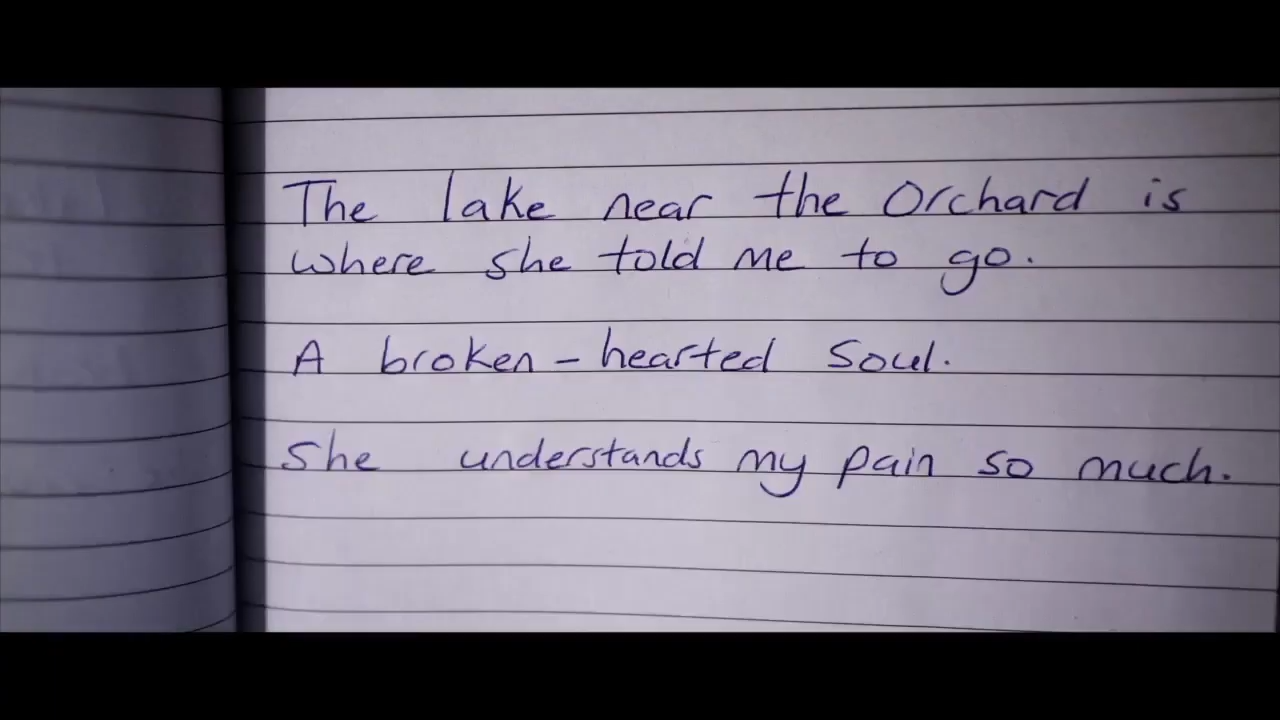 The lake near the Orchard is
where she told me to go.
A broken-hearted Soul.
She understands my pain so much.